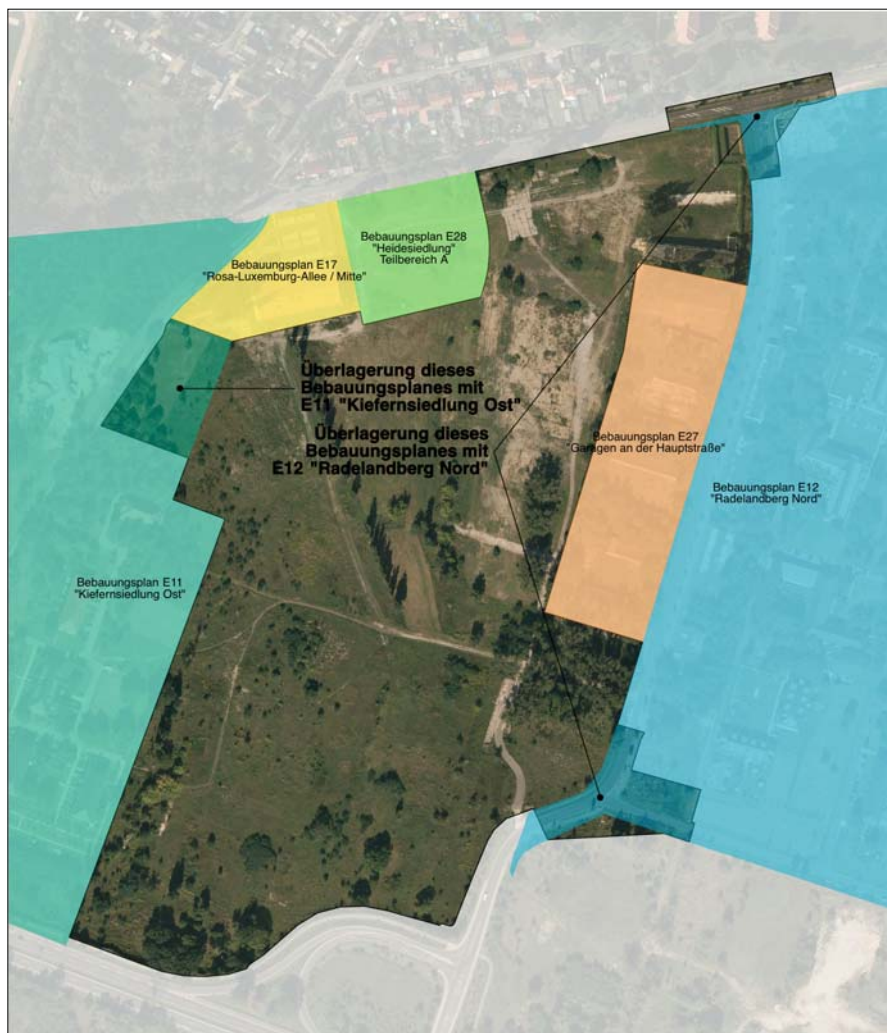 Bebauungsplan E28
"Heidesiedlung"
Teilbereich A
Bebauungsplan E17
"Rosa-Luxemburg-Allee / Mitte"
Überlagerung dieses
Bebauungsplanes mit
E11 "Kiefernsiedlung Ost"
Überlagerung dieses
Bebauungsplanes mit
E12 "Radelandberg Nord"
Bebauungsplan E27
"Garagen an der Hauptstraße"
Bebauungsplan E12
"Radelandberg Nord"
Bebauungsplan E11
"Kiefernsiedlung Ost"